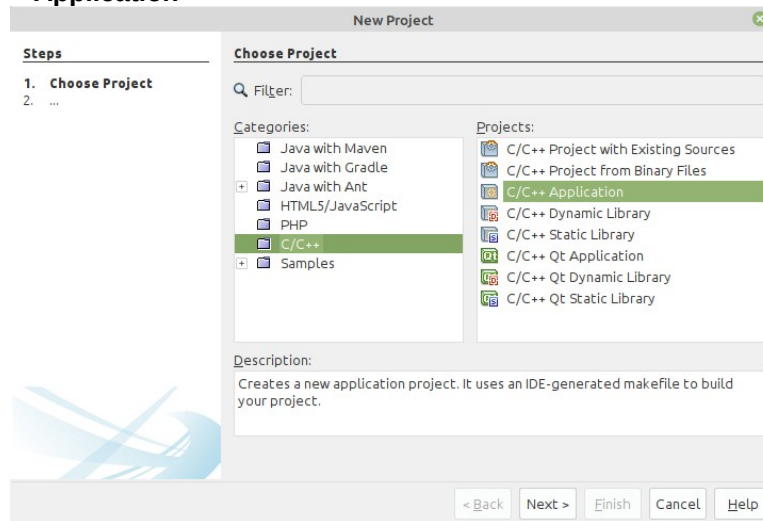 Application
New Project
Steps
1. Choose Project
2. ...
Choose Project
Filter:
Categories:
Java with Maven
Java with Gradle
Java with Ant
HTML5/JavaScript
PHP
C/C++
Samples
Projects:
C/C++ Project with Existing Sources
C/C++ Project from Binary Files
C/C++ Application
C/C++ Dynamic Library
C/C++ Static Library
C/C++ Qt Application
C/C++ Qt Dynamic Library
C/C++ Qt Static Library
Description:
Creates a new application project. It uses an IDE-generated makefile to build
your project.
< Back Next > Finish Cancel Help